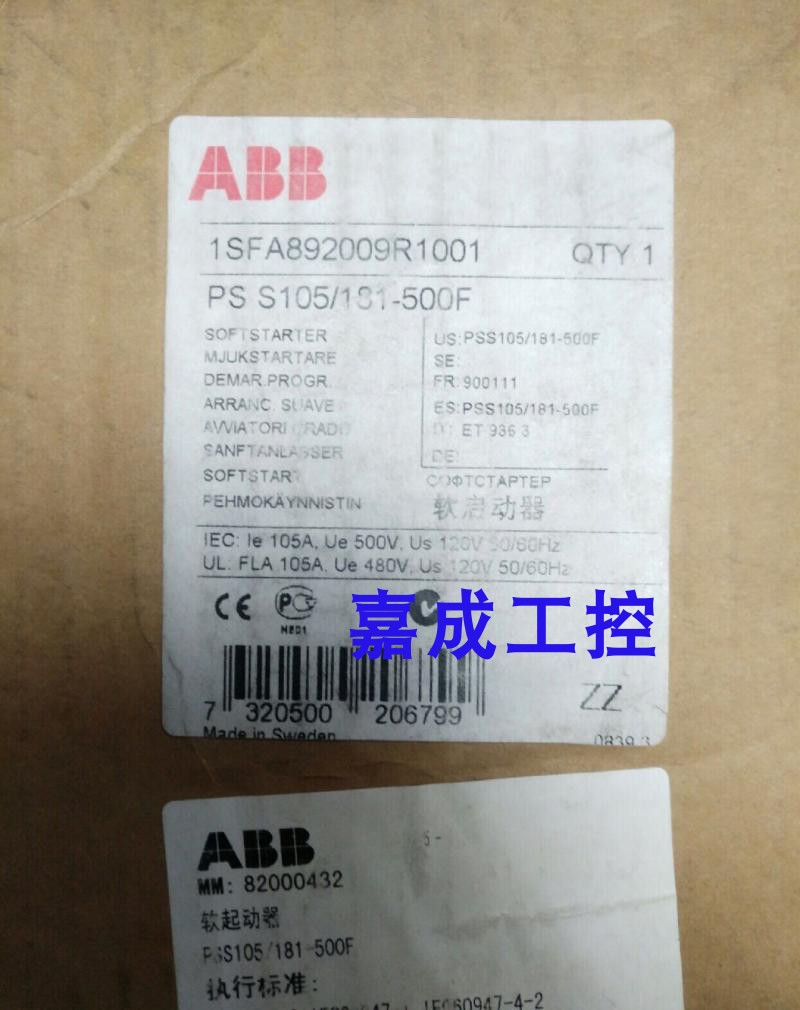 ABB
1SFA892009R1001 QTY 1
PS S105/181-500F
SOFTSTARTER
MJUKSTARTARE
DEMAR.PROGR.
ARRANC. SUAVE
AVVIATORI GRADO
SANFTANLASSER
SOFTSTART
PEHMOKÄYNNISTIN
US: PSS105/181-500F
SE:
FR: 900111
ES: PSS105/181-500F
ET 936 3
DE:
СОФТСТАРТЕР
软启动器
IEC: Ie 105A, Ue 500V, Us 120V 50/60Hz
UL: FLA 105A, Ue 480V, Us 120V 50/60Hz
CE
嘉成工控
7 320500 206799
ZZ
Made in Sweden
ABB
MM: 82000432
软起动器
PSS105/181-500F
执行标准:
IEC60947-4-2